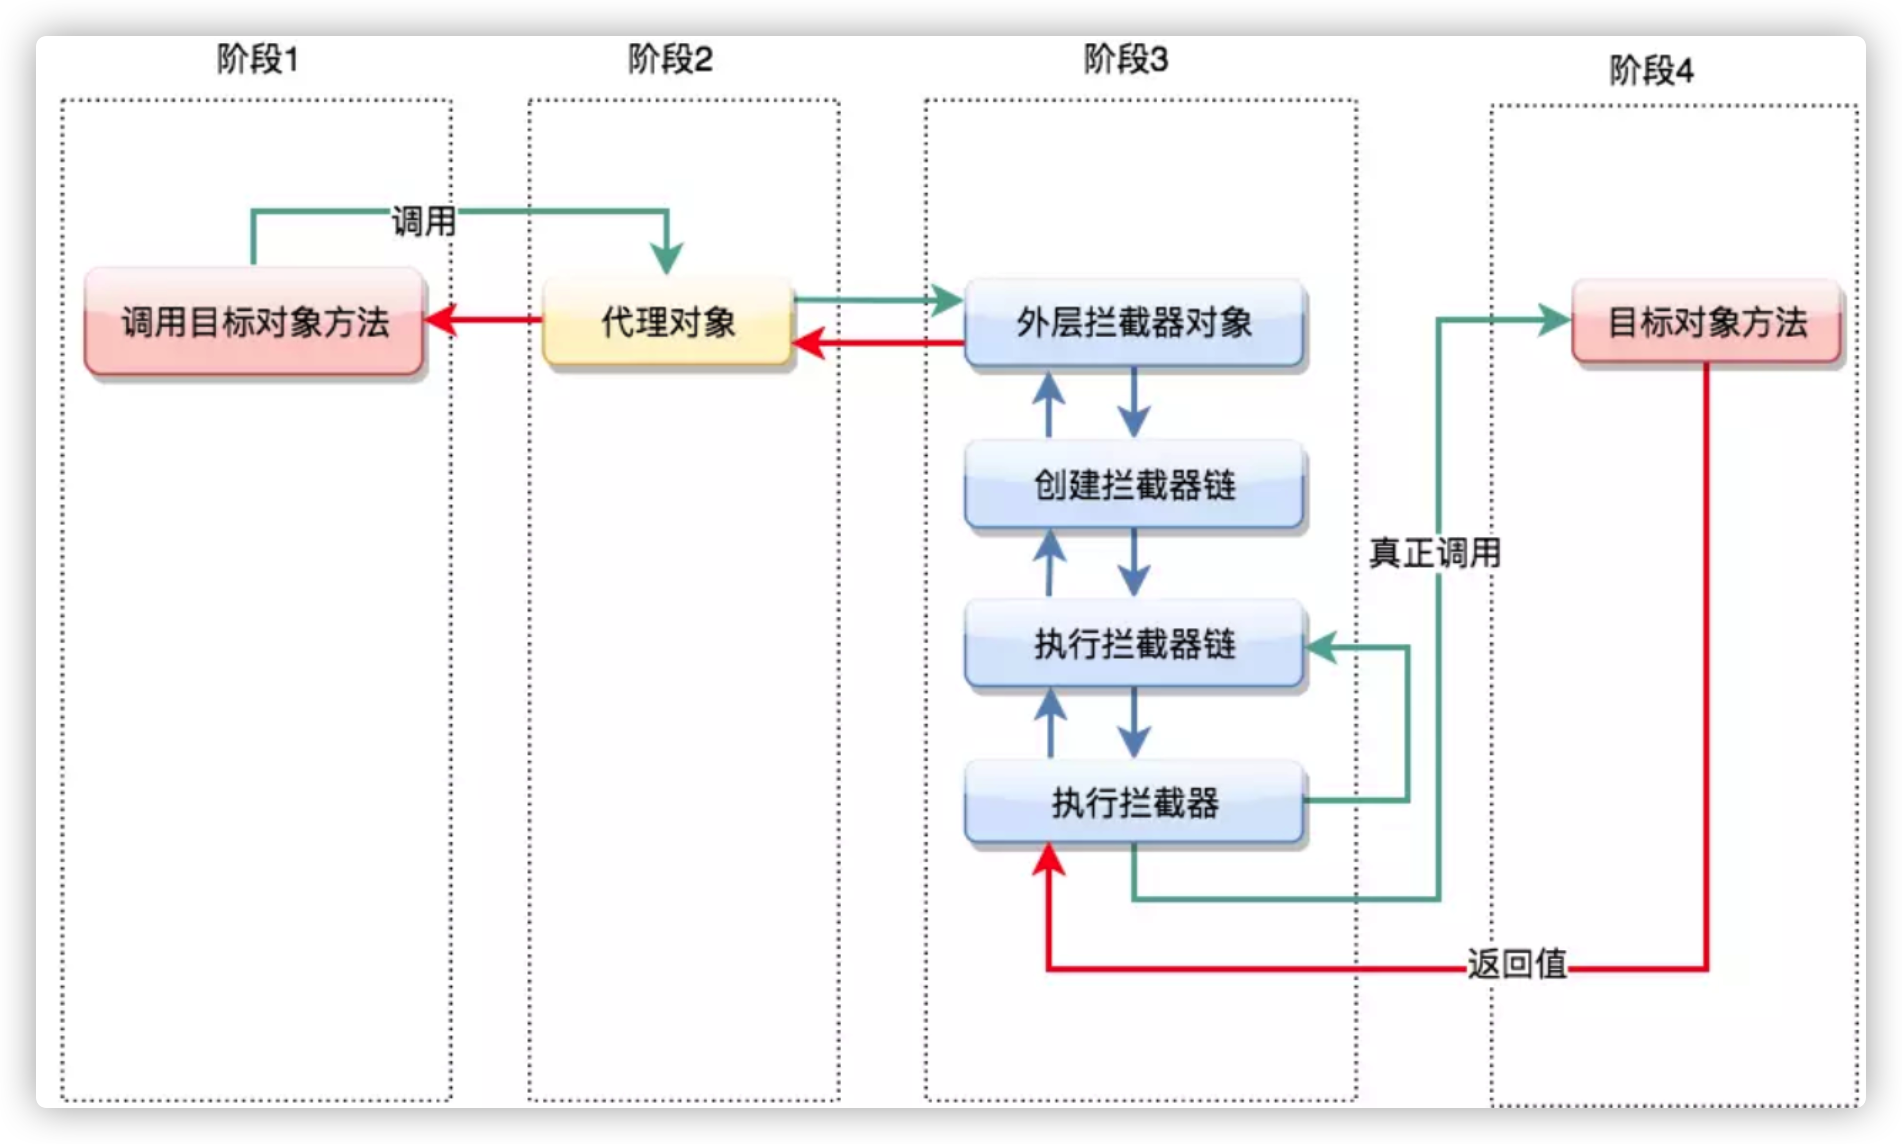 阶段1
阶段2
阶段3
阶段4
调用
调用目标对象方法
代理对象
外层拦截器对象
目标对象方法
创建拦截器链
真正调用
执行拦截器链
执行拦截器
返回值